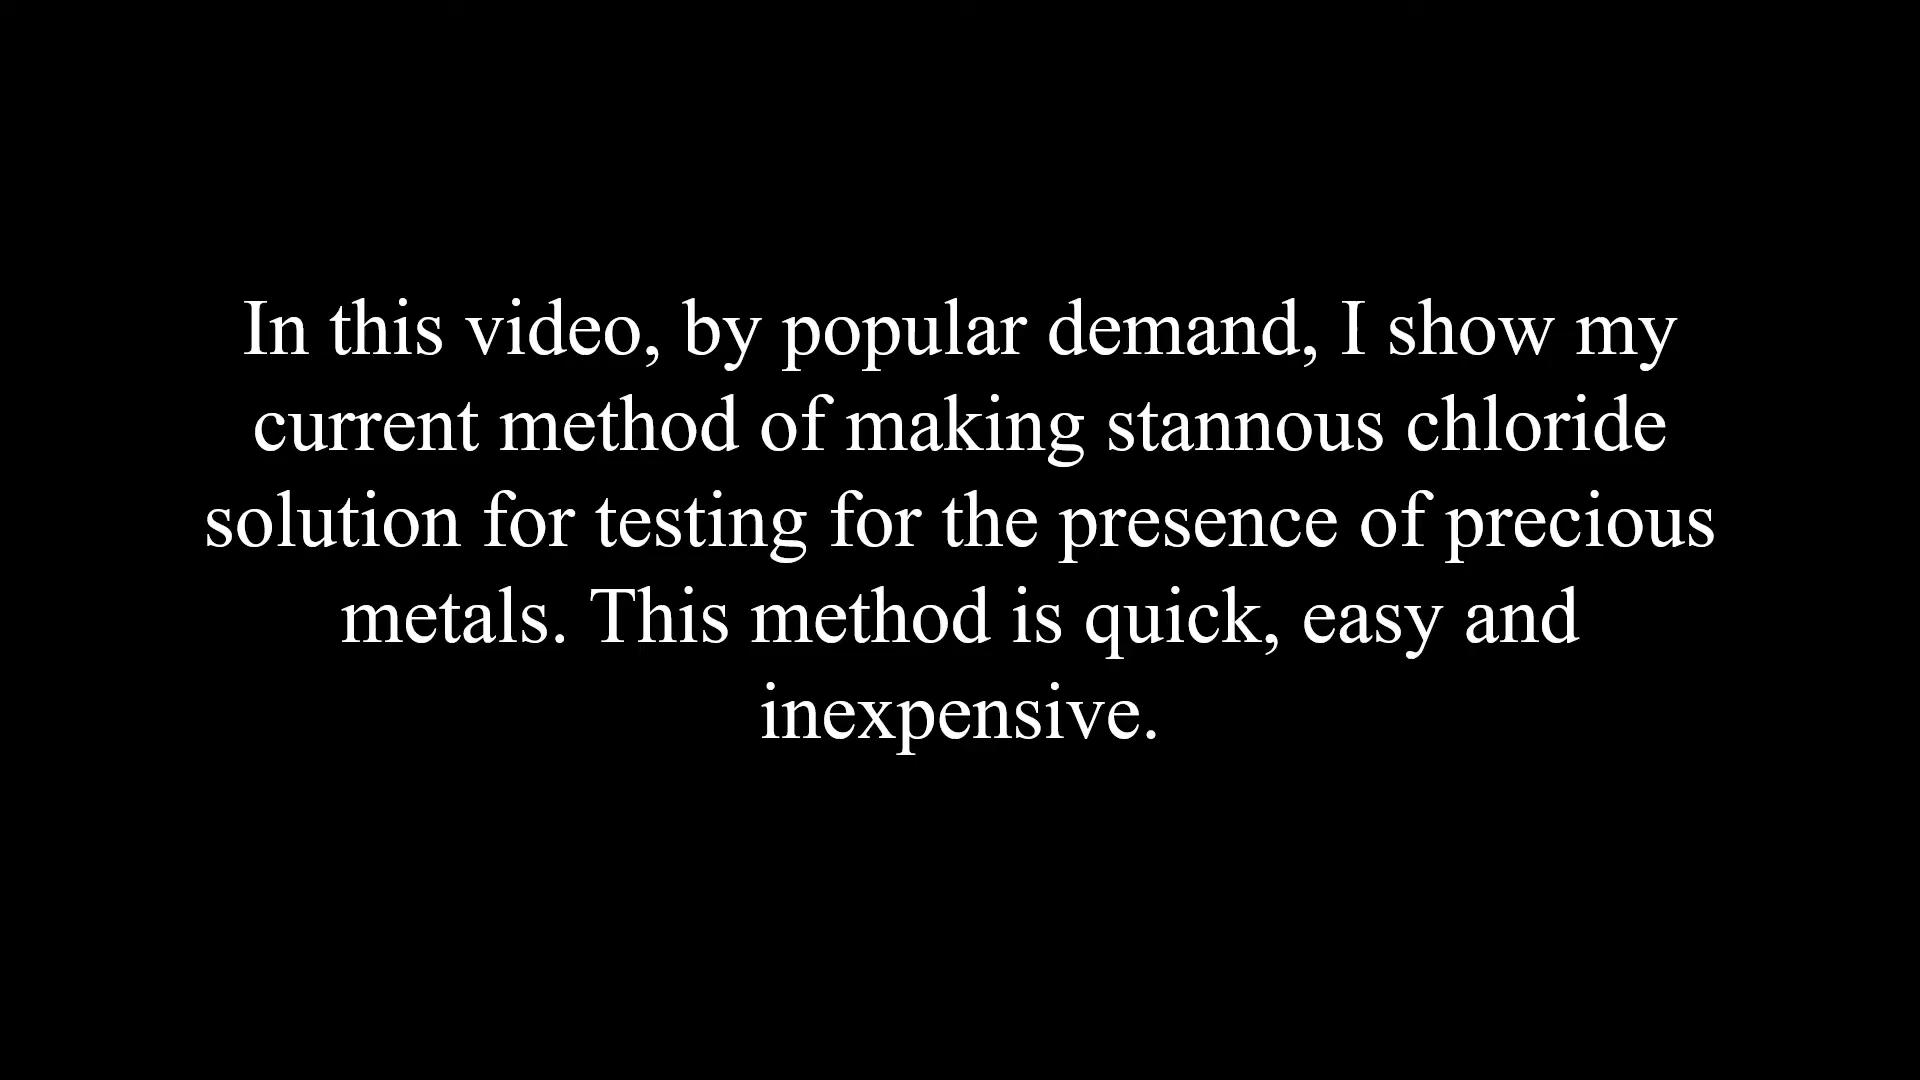 In this video, by popular demand, I show my
current method of making stannous chloride
solution for testing for the presence of precious
metals. This method is quick, easy and
inexpensive.